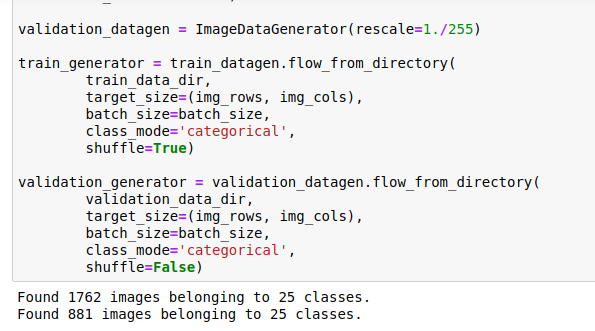 validation_datagen = ImageDataGenerator(rescale=1./255)
train_generator = train_datagen.flow_from_directory(
        train_data_dir,
        target_size=(img_rows, img_cols),
        batch_size=batch_size,
        class_mode='categorical',
        shuffle=True)
validation_generator = validation_datagen.flow_from_directory(
        validation_data_dir,
        target_size=(img_rows, img_cols),
        batch_size=batch_size,
        class_mode='categorical',
        shuffle=False)
Found 1762 images belonging to 25 classes.
Found 881 images belonging to 25 classes.